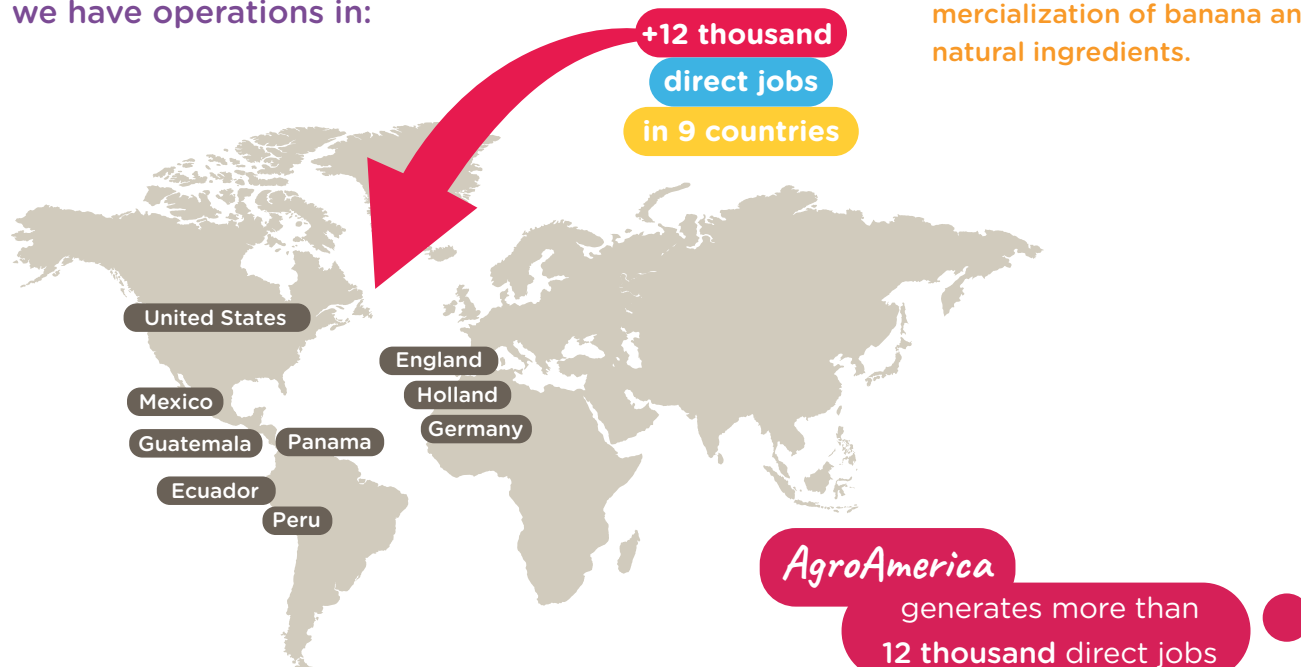 we have operations in:
+12 thousand
direct jobs
in 9 countries
mercialization of banana an
natural ingredients.
United States
England
Mexico
Holland
Guatemala
Panama
Germany
Ecuador
Peru
AgroAmerica
generates more than
12 thousand direct jobs